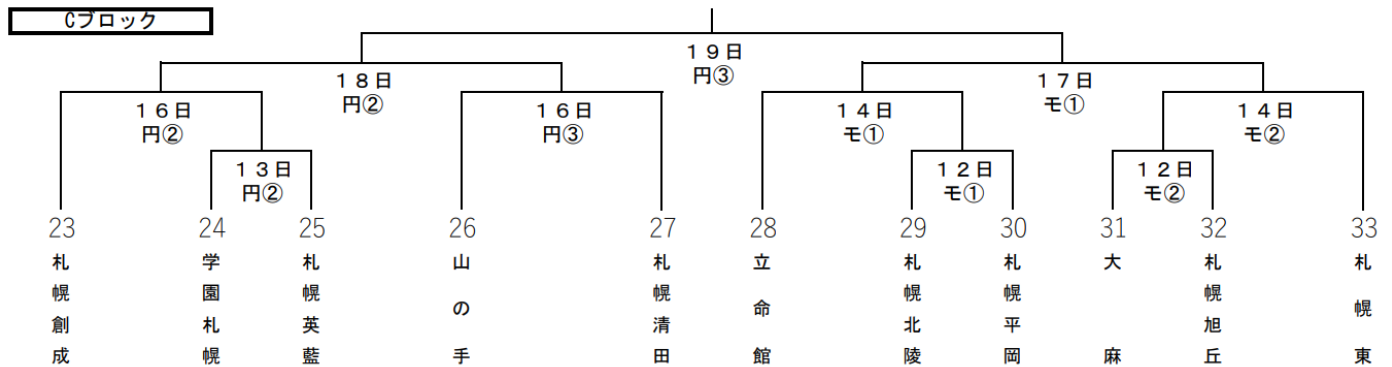 Cブロック
１９日
円③
１８日
円②
１７日
モ①
１６日
円②
１６日
円③
１４日
モ①
１４日
モ②
１３日
円②
１２日
モ①
１２日
モ②
23
24
25
26
27
28
29
30
31
32
33
札幌創成
学園札幌
札幌英藍
山の手
札幌清田
立命館
札幌北陵
札幌平岡
大麻
札幌旭丘
札幌東